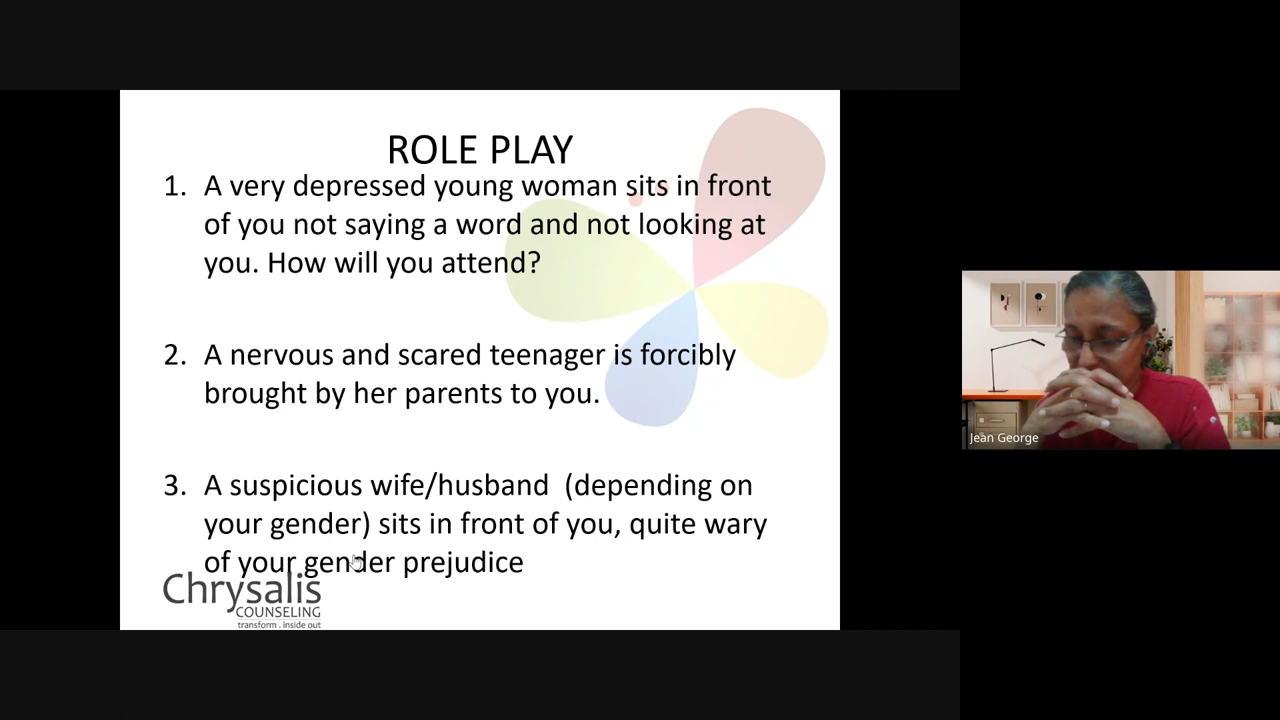 ROLE PLAY
1. A very depressed young woman sits in front
of you not saying a word and not looking at
you. How will you attend?
2. A nervous and scared teenager is forcibly
brought by her parents to you.
3. A suspicious wife/husband (depending on
your gender) sits in front of you, quite wary
of your gender prejudice
Chrysalis
COUNSELING
transform . inside out
Jean George